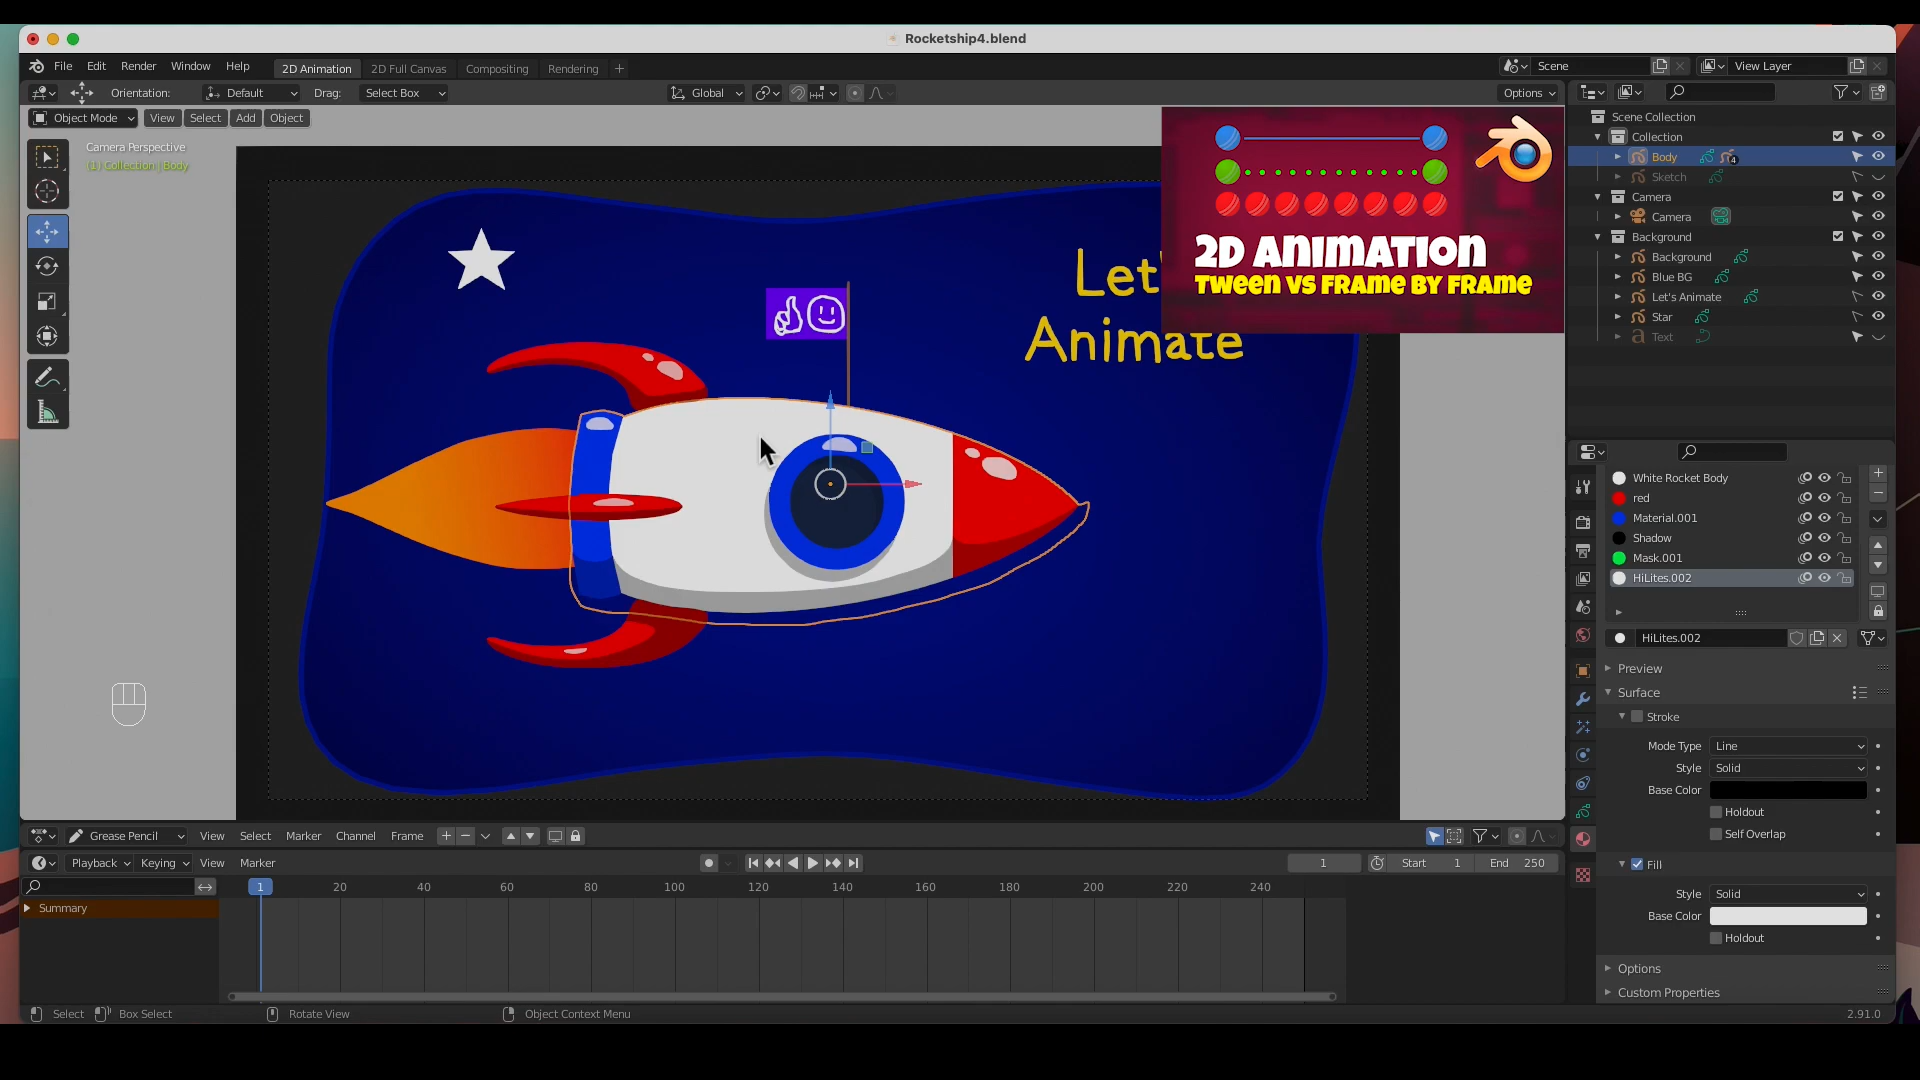 Rocketship4.blend
File Edit Render Window Help 2D Animation 2D Full Canvas Compositing Rendering + Scene View Layer
Orientation: Default Drag: Select Box Global Options
Object Mode View Select Add Object
Camera Perspective
(1) Collection | Body
Let'
Animate
2D Animation
Tween vs Frame by Frame
Scene Collection
Collection
Body 4
Sketch
Camera
Camera
Background
Background
Blue BG
Let's Animate
Star
Text
White Rocket Body
red
Material.001
Shadow
Mask.001
HiLites.002
HiLites.002
Preview
Surface
Stroke
Mode Type Line
Style Solid
Base Color
Holdout
Self Overlap
Fill
Style Solid
Base Color
Holdout
Options
Custom Properties
Grease Pencil View Select Marker Channel Frame
Playback Keying View Marker 1 Start 1 End 250
1 20 40 60 80 100 120 140 160 180 200 220 240
Summary
Select Box Select Rotate View Object Context Menu 2.91.0